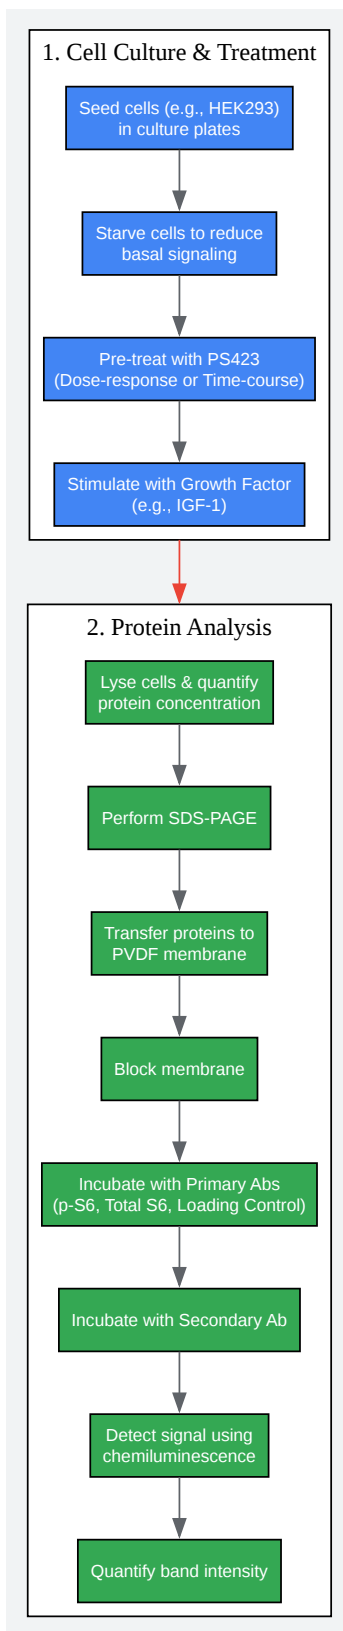 1. Cell Culture & Treatment
Seed cells (e.g., HEK293)
in culture plates
Starve cells to reduce
basal signaling
Pre-treat with PS423
(Dose-response or Time-course)
Stimulate with Growth Factor
(e.g., IGF-1)
2. Protein Analysis
Lyse cells & quantify
protein concentration
Perform SDS-PAGE
Transfer proteins to
PVDF membrane
Block membrane
Incubate with Primary Abs
(p-S6, Total S6, Loading Control)
Incubate with Secondary Ab
Detect signal using
chemiluminescence
Quantify band intensity